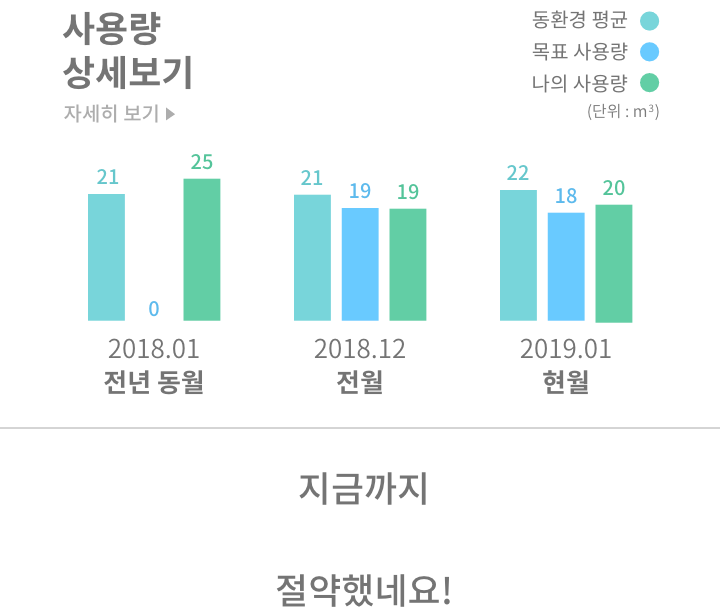 사용량
상세보기
자세히 보기
동환경 평균
목표 사용량
나의 사용량
(단위 : m³)
21
0
25
21
19
19
22
18
20
2018.01
2018.12
2019.01
전년 동월
전월
현월
지금까지
절약했네요!